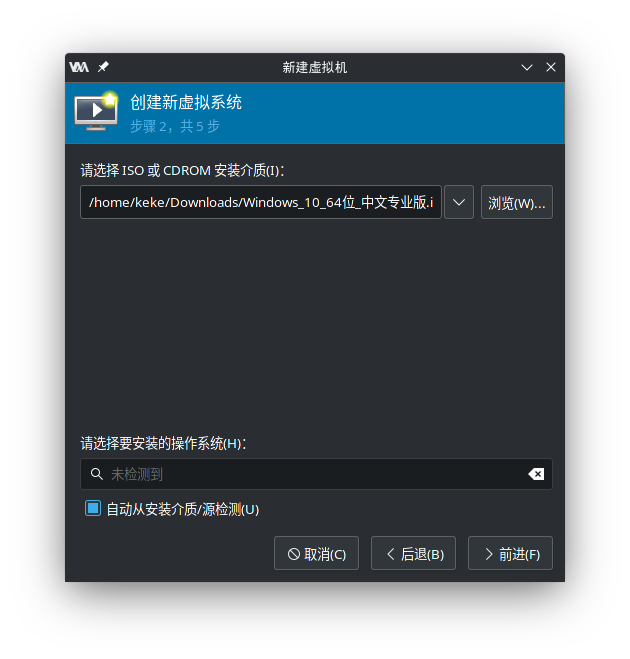 新建虚拟机
创建新虚拟系统
步骤 2，共 5 步
请选择 ISO 或 CDROM 安装介质(I)：
/home/keke/Downloads/Windows_10_64位_中文专业版.i
浏览(W)...
请选择要安装的操作系统(H)：
未检测到
自动从安装介质/源检测(U)
取消(C)
后退(B)
前进(F)